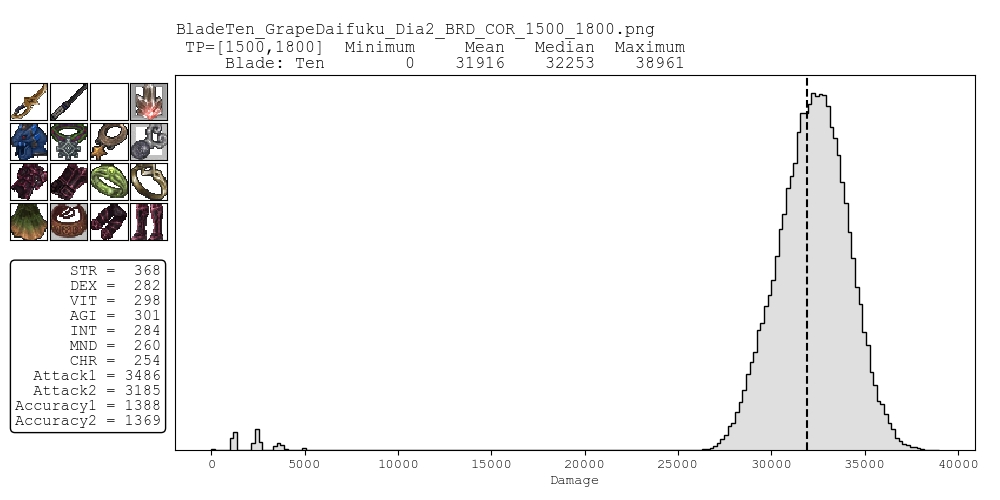 BladeTen_GrapeDaifuku_Dia2_BRD_COR_1500_1800.png
TP=[1500,1800] Minimum Mean Median Maximum
Blade: Ten 0 31916 32253 38961
STR = 368
DEX = 282
VIT = 298
AGI = 301
INT = 284
MND = 260
CHR = 254
Attack1 = 3486
Attack2 = 3185
Accuracy1 = 1388
Accuracy2 = 1369
0 5000 10000 15000 20000 25000 30000 35000 40000
Damage